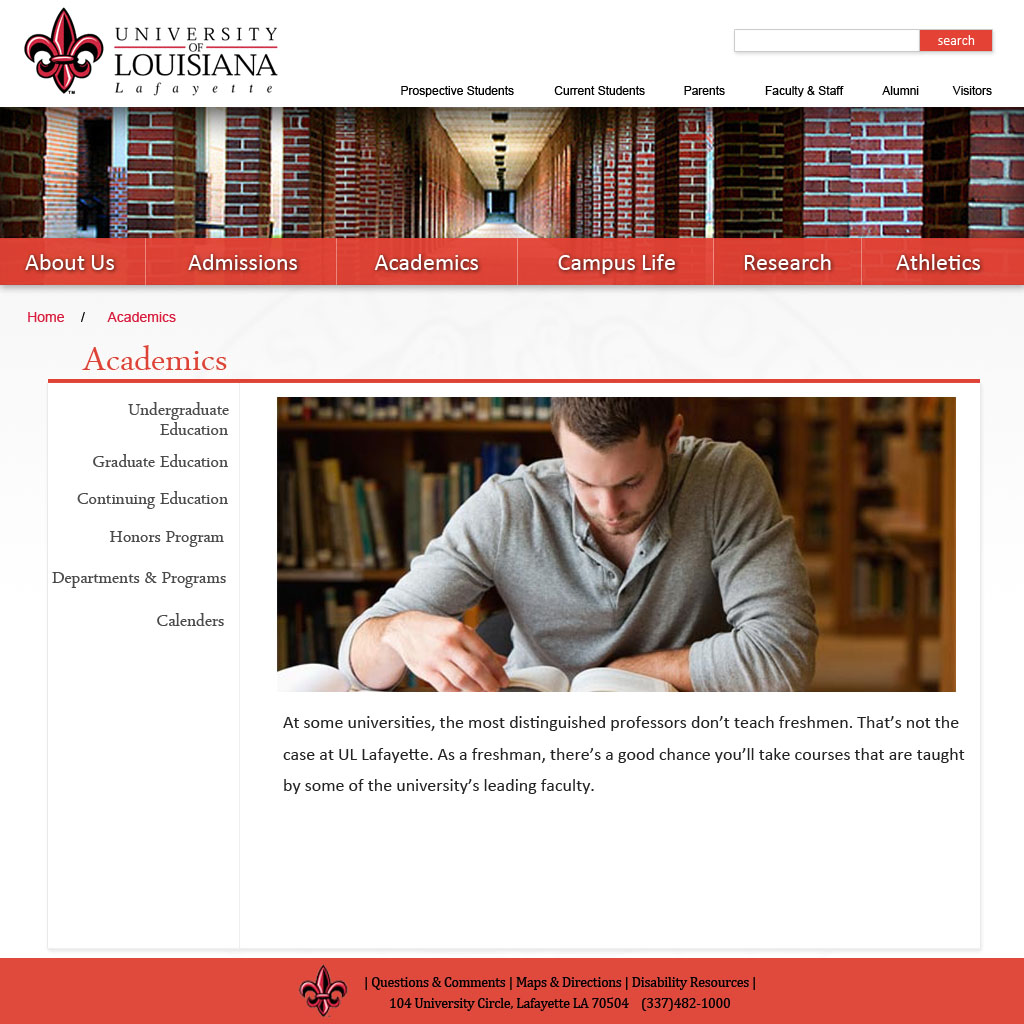 UNIVERSITY
OF
LOUISIANA
Lafayette
TM
search
Prospective Students Current Students Parents Faculty & Staff Alumni Visitors
About Us Admissions Academics Campus Life Research Athletics
Home / Academics
Academics
Undergraduate
Education
Graduate Education
Continuing Education
Honors Program
Departments & Programs
Calenders
At some universities, the most distinguished professors don’t teach freshmen. That’s not the
case at UL Lafayette. As a freshman, there’s a good chance you’ll take courses that are taught
by some of the university’s leading faculty.
| Questions & Comments | Maps & Directions | Disability Resources |
104 University Circle, Lafayette LA 70504 (337)482-1000